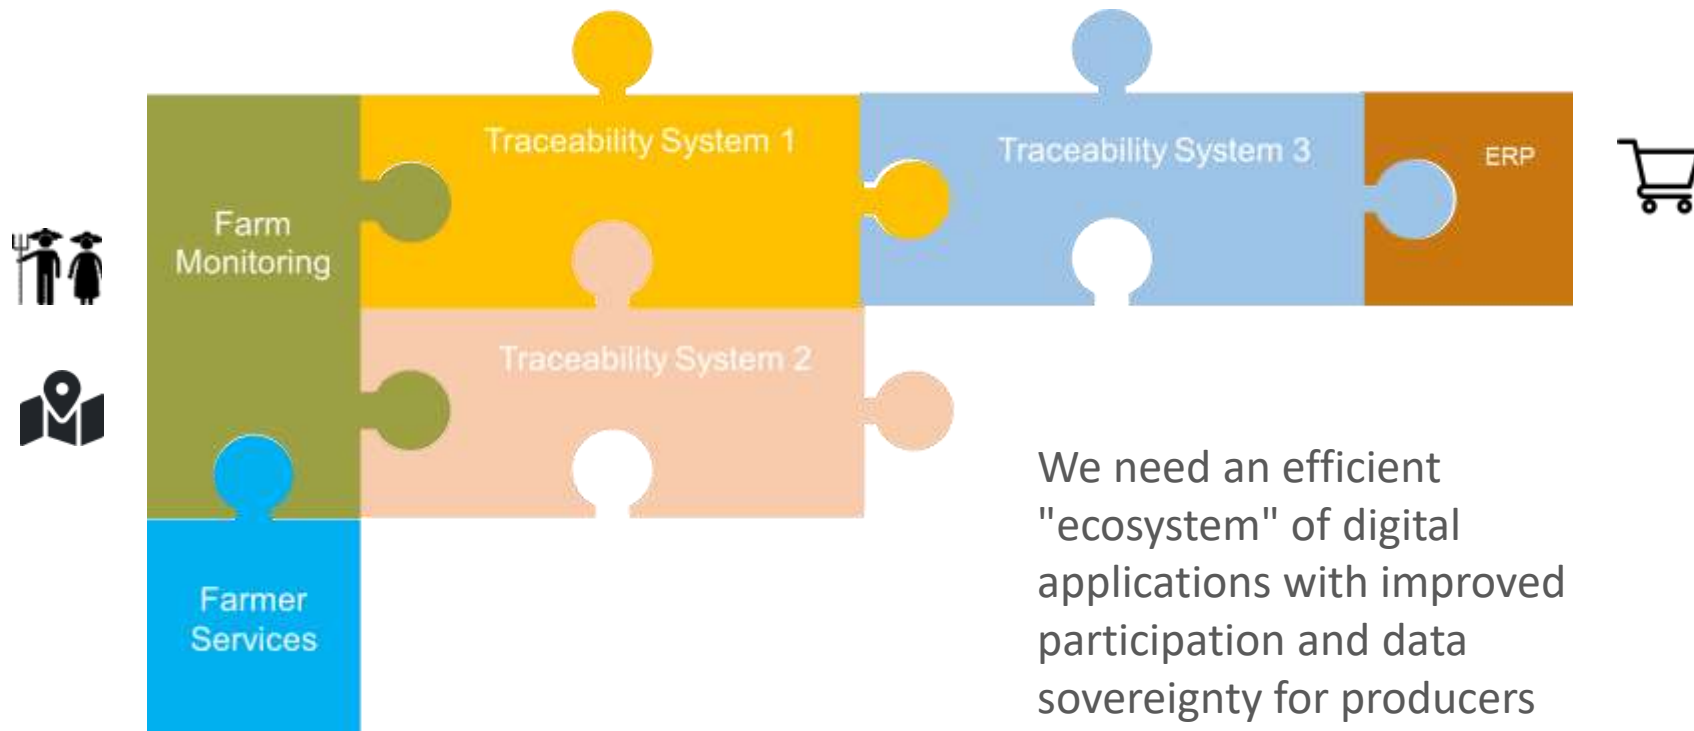 Traceability System 1
Traceability System 3
ERP
Farm
Monitoring
Traceability System 2
Farmer
Services
We need an efficient
"ecosystem" of digital
applications with improved
participation and data
sovereignty for producers